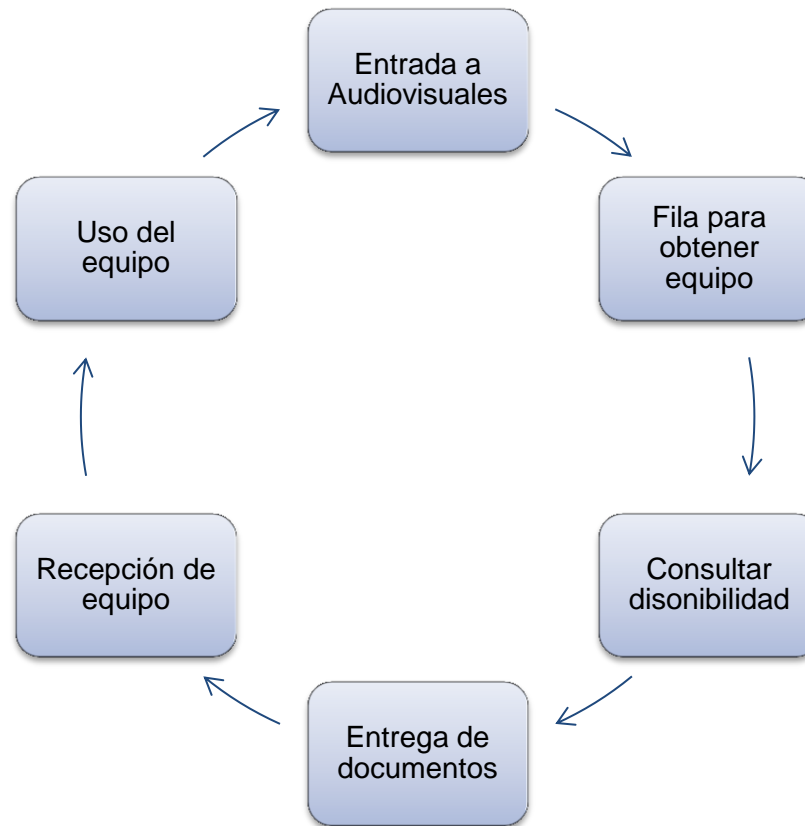 Entrada a
Audiovisuales
Fila para
obtener
equipo
Consultar
disonibilidad
Entrega de
documentos
Recepción de
equipo
Uso del
equipo